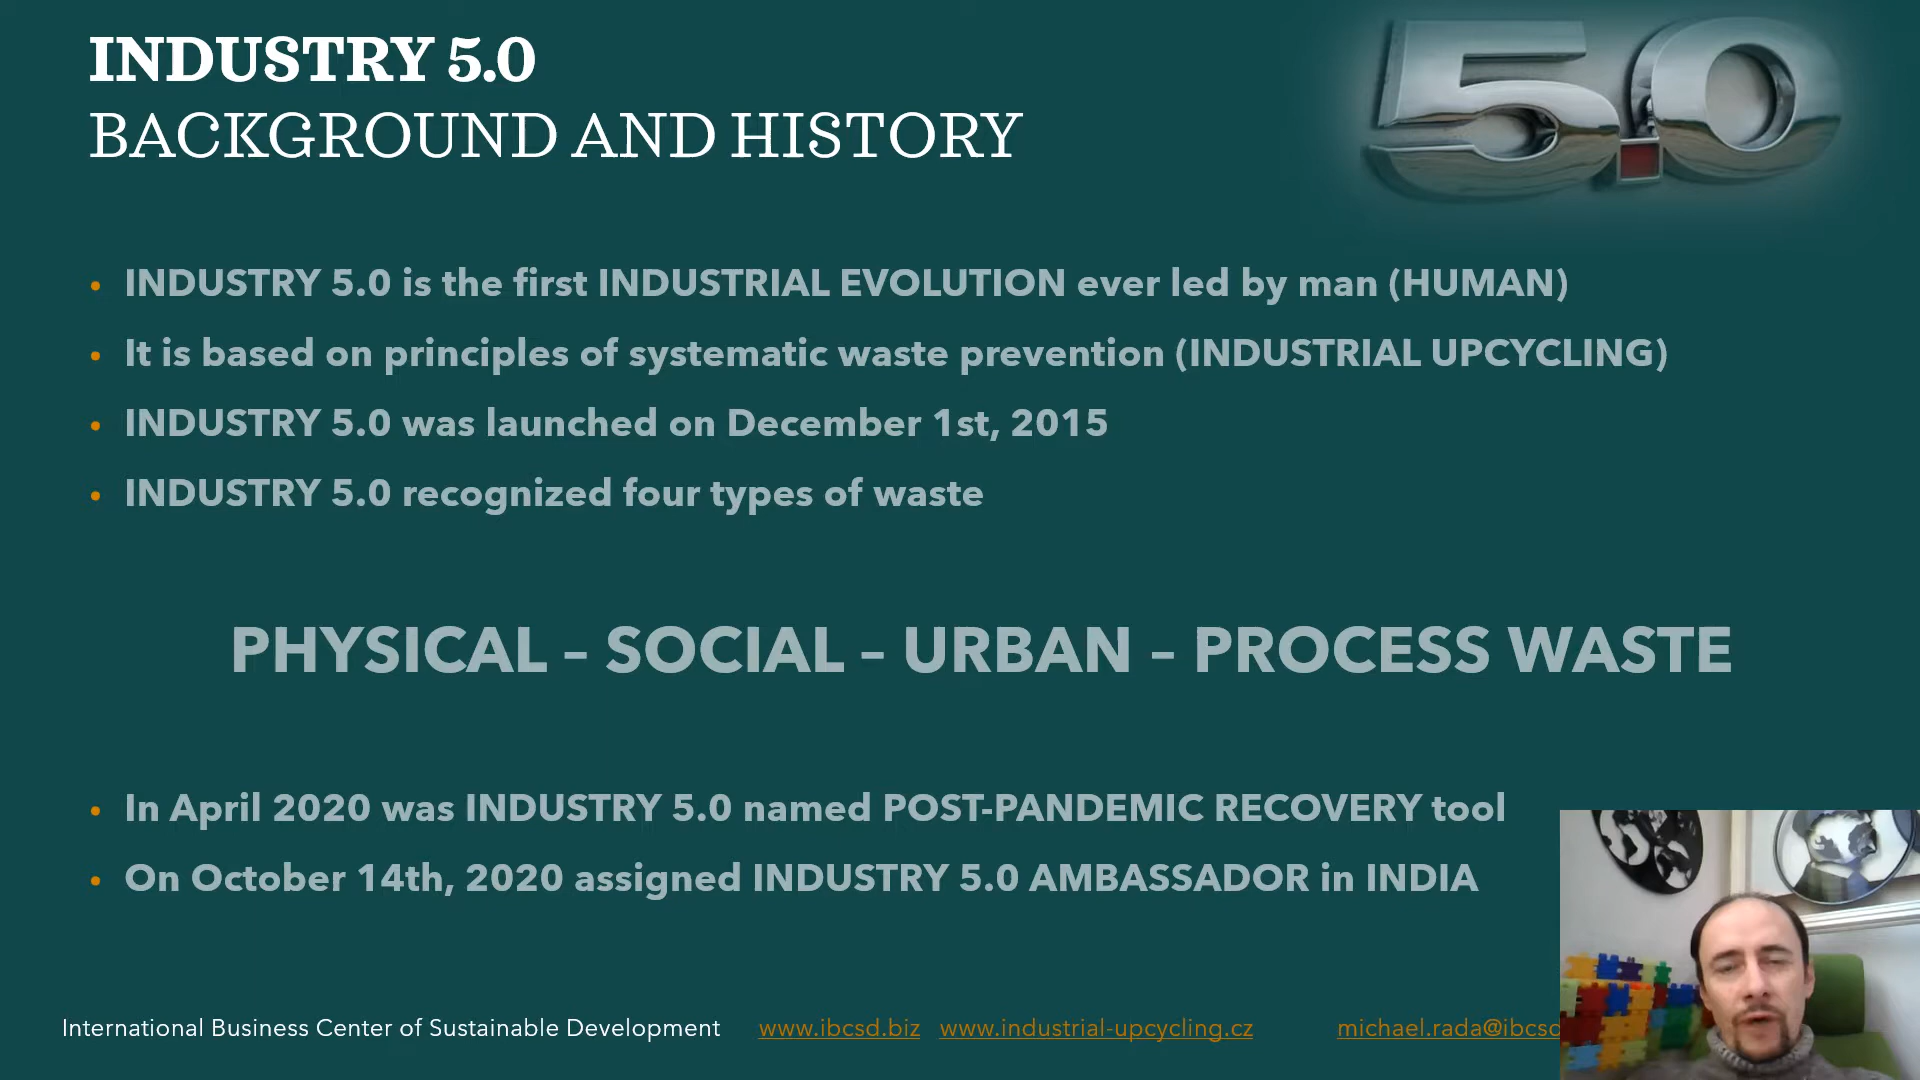 INDUSTRY 5.0
BACKGROUND AND HISTORY
5.0
• INDUSTRY 5.0 is the first INDUSTRIAL EVOLUTION ever led by man (HUMAN)
• It is based on principles of systematic waste prevention (INDUSTRIAL UPCYCLING)
• INDUSTRY 5.0 was launched on December 1st, 2015
• INDUSTRY 5.0 recognized four types of waste
PHYSICAL – SOCIAL – URBAN – PROCESS WASTE
• In April 2020 was INDUSTRY 5.0 named POST-PANDEMIC RECOVERY tool
• On October 14th, 2020 assigned INDUSTRY 5.0 AMBASSADOR in INDIA
International Business Center of Sustainable Development www.ibcsd.biz www.industrial-upcycling.cz michael.rada@ibcsd